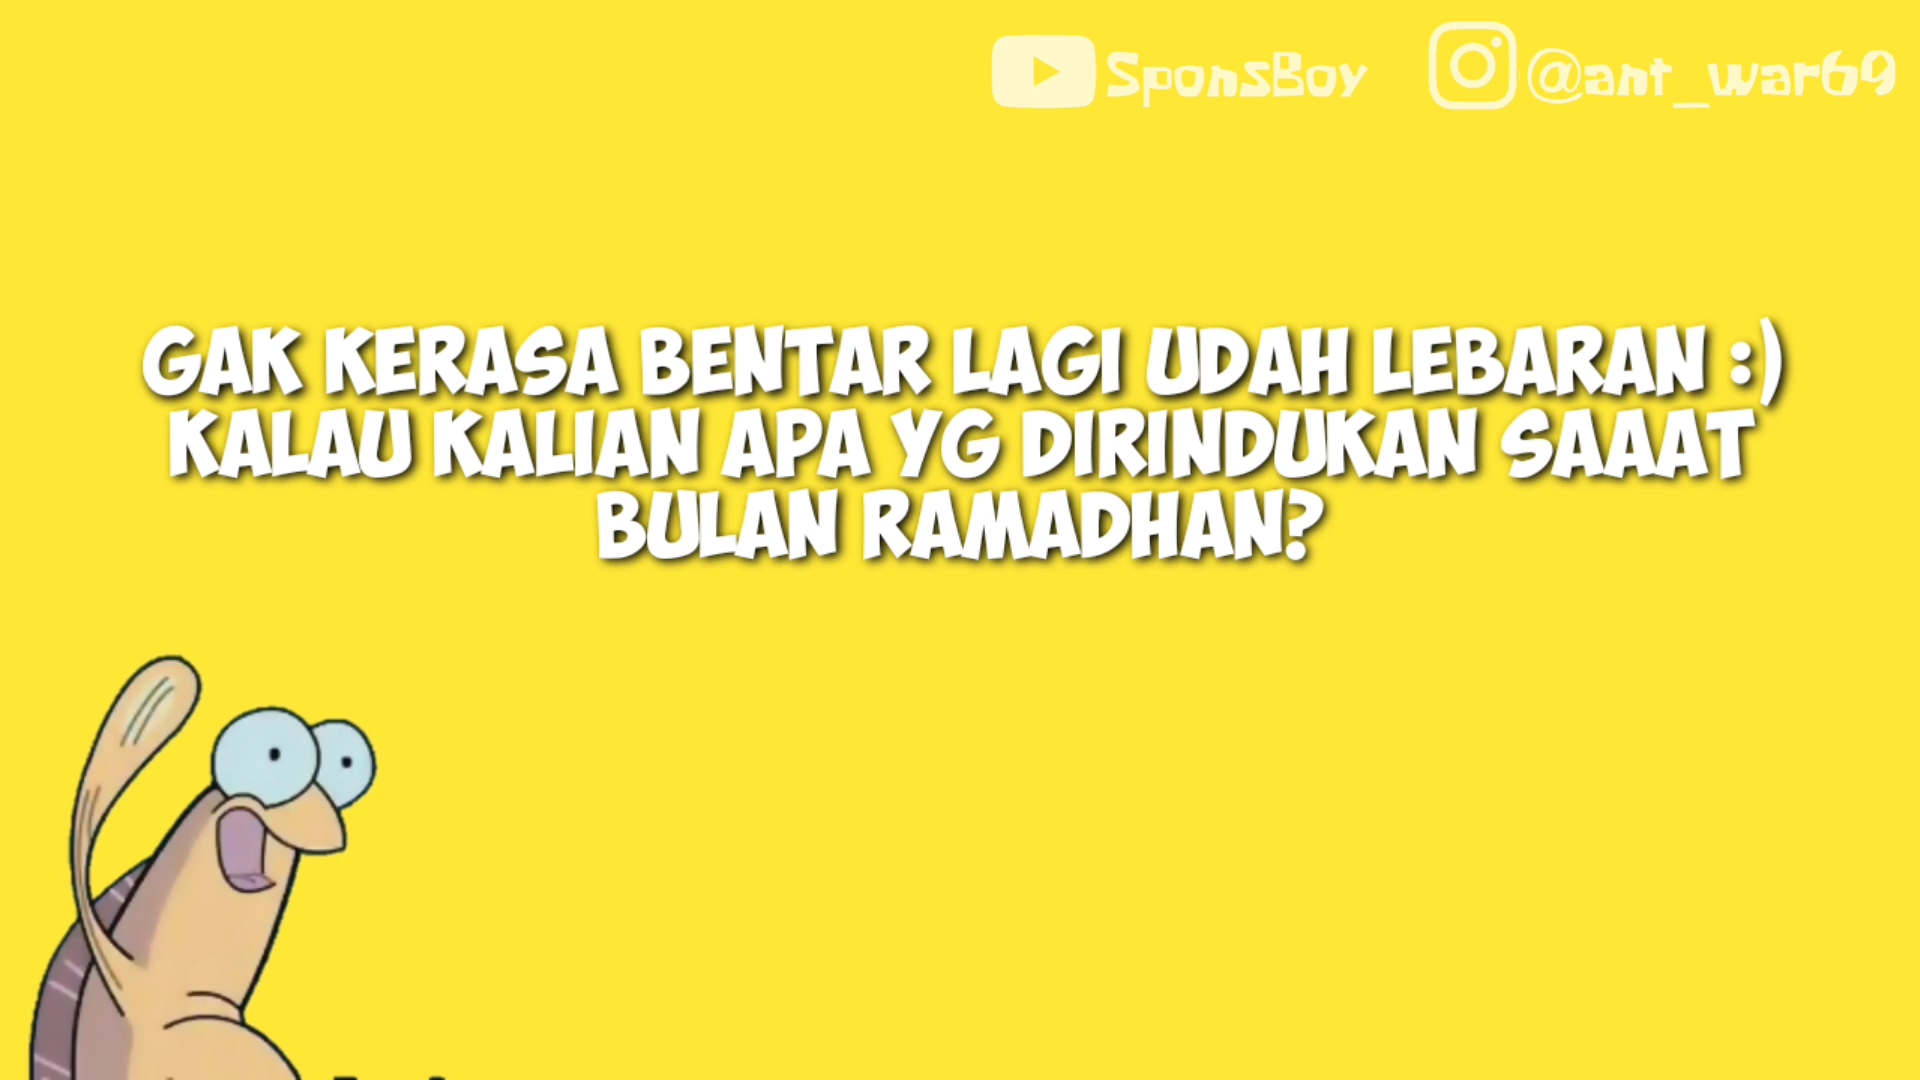 SponsBoy @ant_war69
GAK KERASA BENTAR LAGI UDAH LEBARAN :)
KALAU KALIAN APA YG DIRINDUKAN SAAAT
BULAN RAMADHAN?